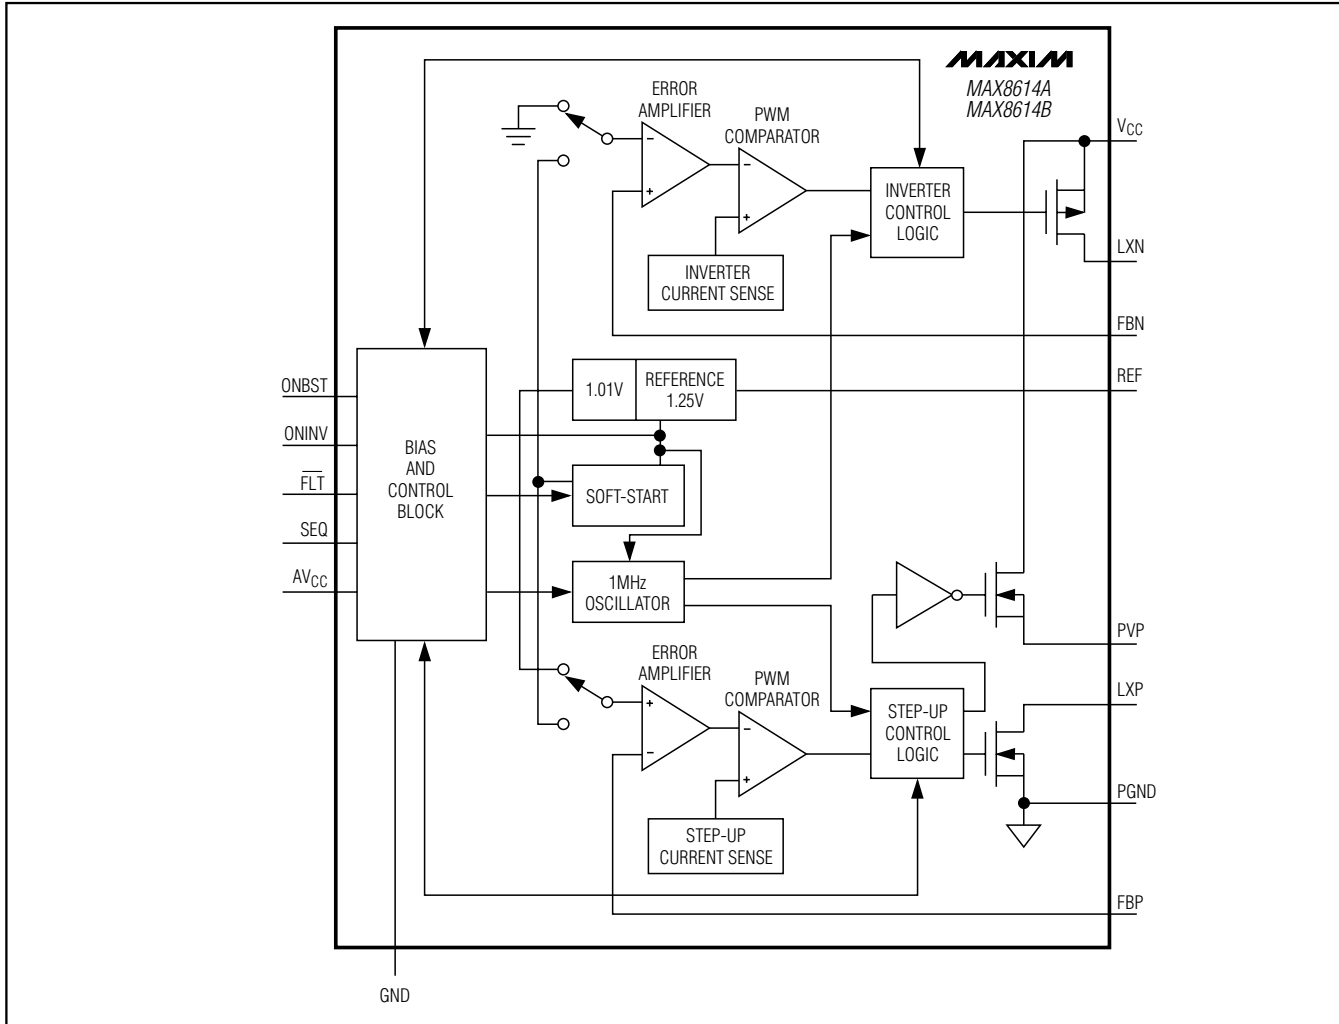 MAXIM
MAX8614A
MAX8614B
ERROR
AMPLIFIER
PWM
COMPARATOR
VCC
-
+
-
+
INVERTER
CONTROL
LOGIC
LXN
INVERTER
CURRENT SENSE
FBN
ONBST
ONINV
FLT
SEQ
AVCC
BIAS
AND
CONTROL
BLOCK
1.01V
REFERENCE
1.25V
REF
SOFT-START
1MHz
OSCILLATOR
PVP
ERROR
AMPLIFIER
PWM
COMPARATOR
+
-
-
+
STEP-UP
CONTROL
LOGIC
LXP
PGND
STEP-UP
CURRENT SENSE
FBP
GND